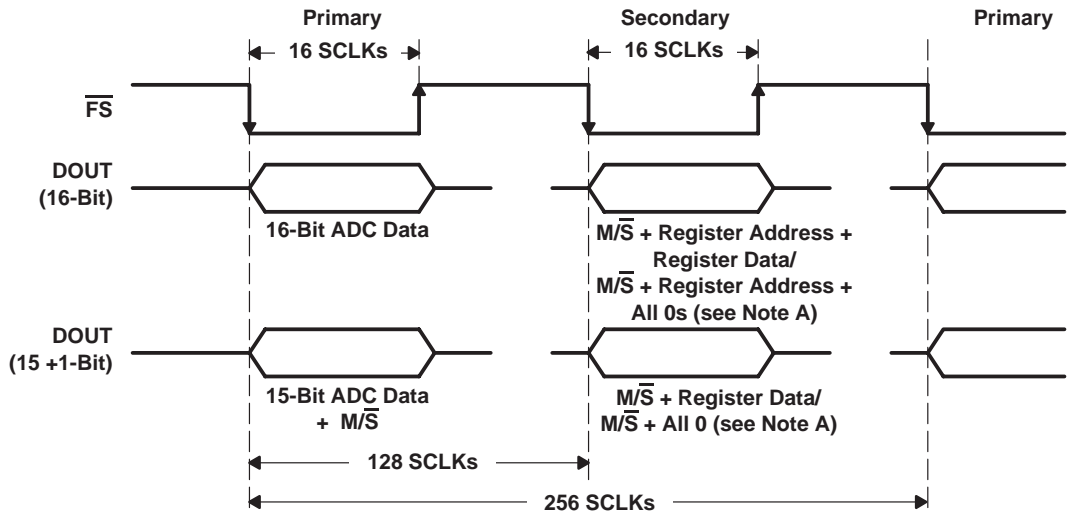 Primary Secondary Primary
16 SCLKs 16 SCLKs
F̅S̅
DOUT
(16-Bit)
16-Bit ADC Data
M/S̅ + Register Address +
Register Data/
M/S̅ + Register Address +
All 0s (see Note A)
DOUT
(15 +1-Bit)
15-Bit ADC Data
+ M/S̅
M/S̅ + Register Data/
M/S̅ + All 0 (see Note A)
128 SCLKs
256 SCLKs